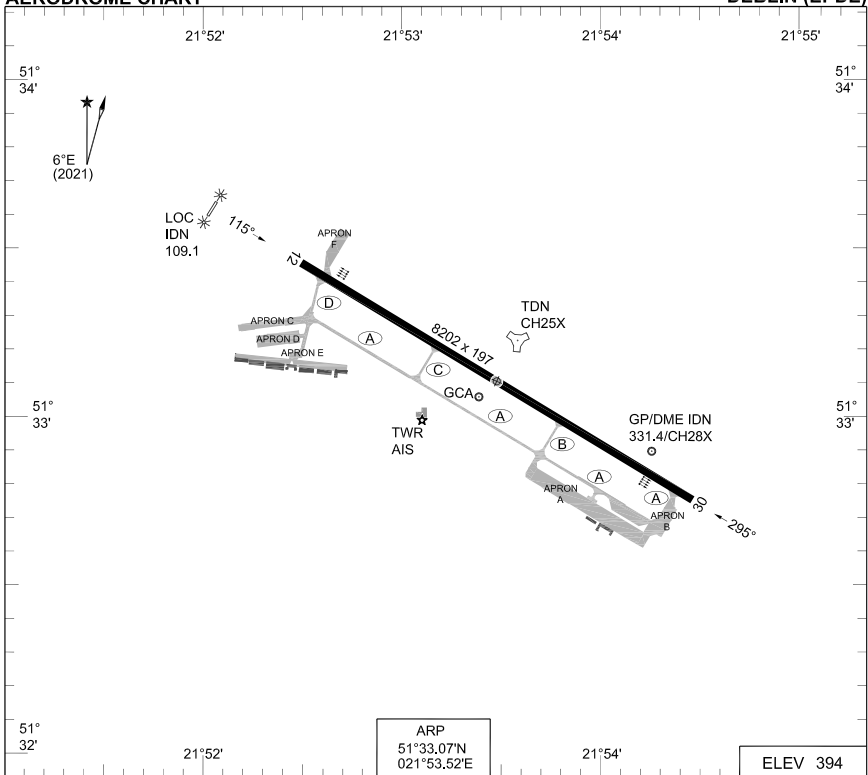 AERODROME CHART
DĘBLIN (EPDE)
21°52'
21°53'
21°54'
21°55'
51°
34'
51°
34'
6°E
(2021)
LOC
IDN
109.1
115°
APRON
F
12
D
TDN
CH25X
APRON C
A
8202 x 197
APRON D
APRON E
C
GCA
51°
33'
A
51°
33'
TWR
AIS
GP/DME IDN
331.4/CH28X
B
A
APRON
A
A
30
APRON
B
295°
51°
32'
21°52'
ARP
51°33.07'N
021°53.52'E
21°54'
ELEV 394